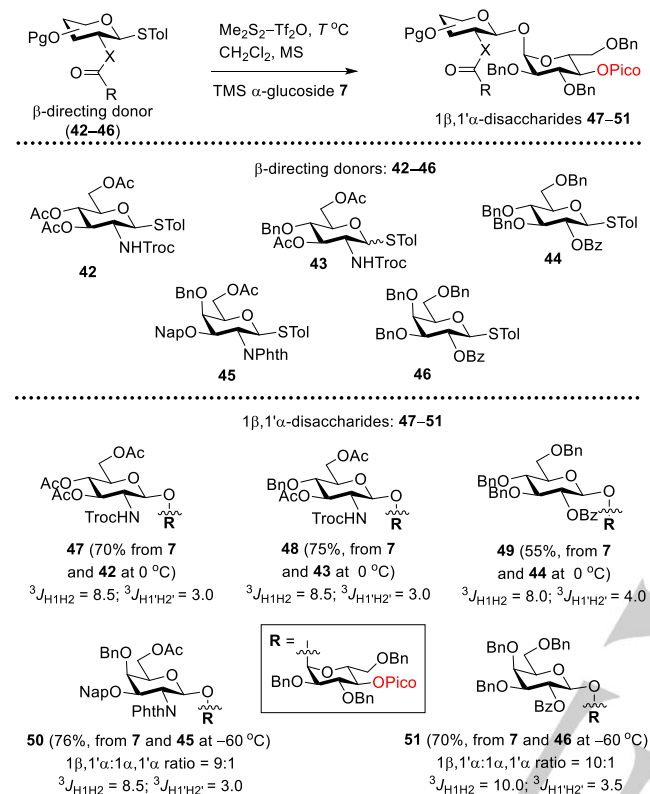 PgO O STol
X
O C
R
β-directing donor
(42–46)
Me2S2–Tf2O, T °C
CH2Cl2, MS
TMS α-glucoside 7
PgO O O
X
O C
R
O OBn
BnO OPico
OBn
1β,1'α-disaccharides 47–51
β-directing donors: 42–46
OAc
AcO O
AcO STol
NHTroc
42
OAc
BnO O
AcO STol
NHTroc
43
OBn
BnO O
BnO STol
OBz
44
BnO OAc
O
NapO STol
NPhth
45
BnO OBn
O
BnO STol
OBz
46
1β,1'α-disaccharides: 47–51
OAc
AcO O
AcO O
TrocHN R
47 (70% from 7
and 42 at 0 °C)
3JH1H2 = 8.5; 3JH1'H2' = 3.0
OAc
BnO O
AcO O
TrocHN R
48 (75%, from 7
and 43 at 0 °C)
3JH1H2 = 8.5; 3JH1'H2' = 3.0
OBn
BnO O
BnO O
OBz R
49 (55%, from 7
and 44 at 0 °C)
3JH1H2 = 8.0; 3JH1'H2' = 4.0
BnO OAc
O
NapO O
PhthN R
50 (76%, from 7 and 45 at –60 °C)
1β,1'α:1α,1'α ratio = 9:1
3JH1H2 = 8.5; 3JH1'H2' = 3.0
R =
O OBn
BnO OPico
OBn
BnO OBn
O
BnO O
BzO R
51 (70%, from 7 and 46 at –60 °C)
1β,1'α:1α,1'α ratio = 10:1
3JH1H2 = 10.0; 3JH1'H2' = 3.5